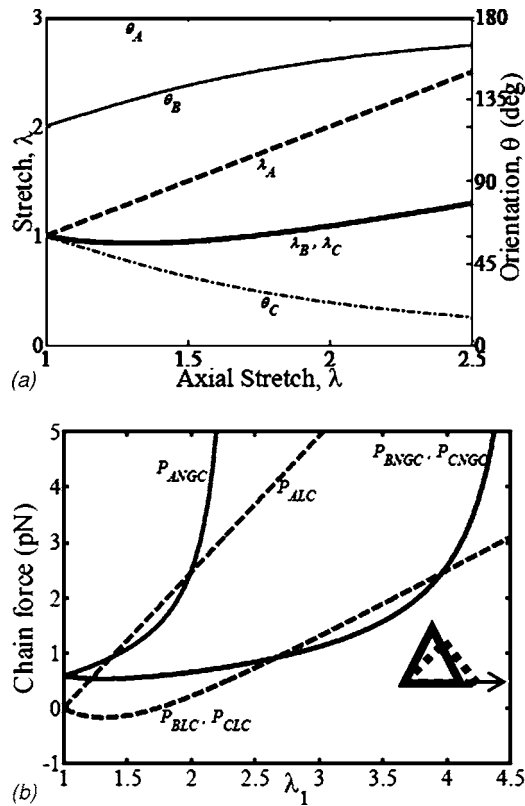 3
180
θA
θB
135
2
λA
90
Stretch, λ
Orientation, θ (deg)
1
λB , λC
45
θC
0
0
1
1.5
2
2.5
(a)
Axial Stretch, λ
5
PANGC
PALC
PBNGC , PCNGC
4
3
2
Chain force (pN)
1
0
PBLC , PCLC
-1
1
1.5
2
2.5
3
3.5
4
4.5
(b)
λ1